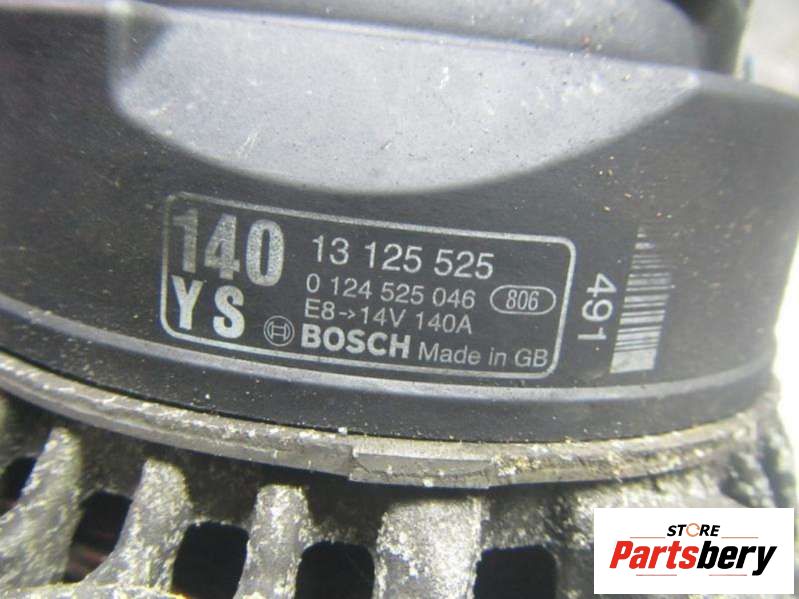 140
YS
13 125 525
0 124 525 046 806
E8->14V 140A
BOSCH Made in GB
491
STORE
Partsbery